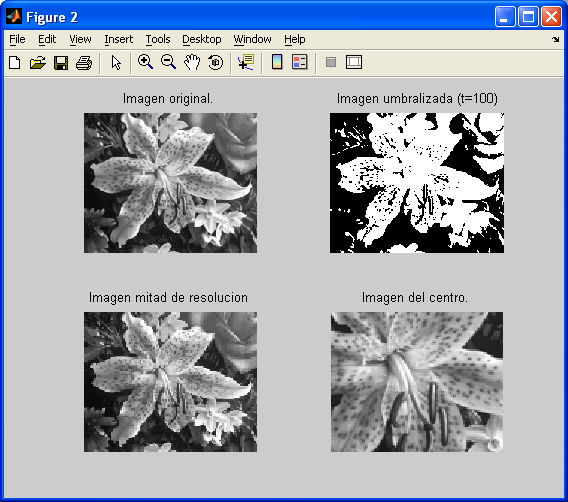 Figure 2
File Edit View Insert Tools Desktop Window Help
Imagen original.
Imagen umbralizada (t=100)
Imagen mitad de resolucion
Imagen del centro.